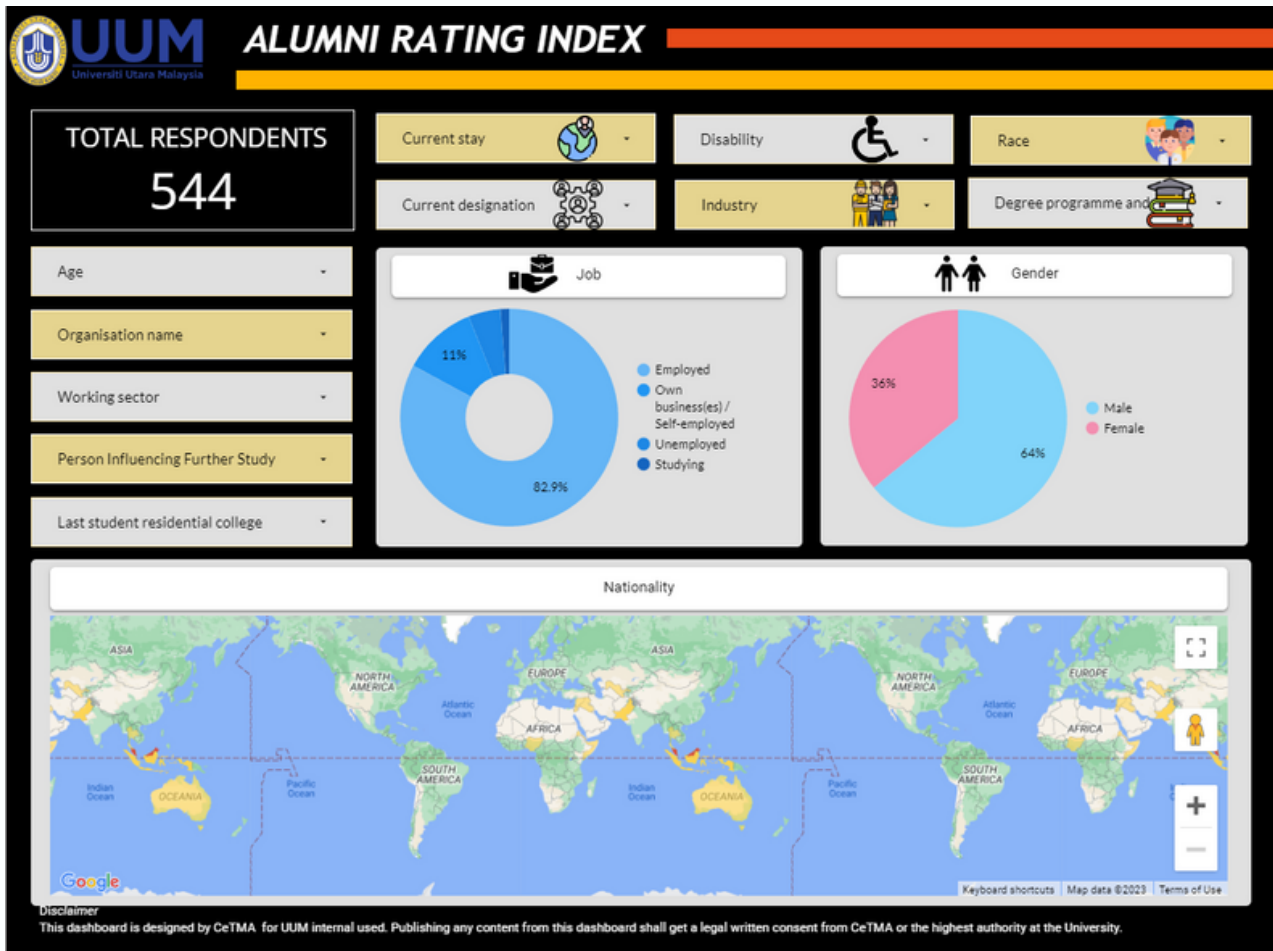 UUM
Universiti Utara Malaysia
ALUMNI RATING INDEX
TOTAL RESPONDENTS
544
Current stay
Disability
Race
Current designation
Industry
Degree programme and
Age
Organisation name
Working sector
Person Influencing Further Study
Last student residential college
Job
11%
82.9%
Employed
Own
business(es) /
Self-employed
Unemployed
Studying
Gender
36%
64%
Male
Female
Nationality
ASIA
NORTH
AMERICA
Atlantic
Ocean
EUROPE
AFRICA
ASIA
NORTH
AMERICA
Atlantic
Ocean
EUROPE
AFRICA
Indian
Ocean
OCEANIA
Pacific
Ocean
SOUTH
AMERICA
Indian
Ocean
OCEANIA
Pacific
Ocean
SOUTH
AMERICA
Google
Keyboard shortcuts
Map data ©2023
Terms of Use
Disclaimer
This dashboard is designed by CeTMA for UUM internal used. Publishing any content from this dashboard shall get a legal written consent from CeTMA or the highest authority at the University.